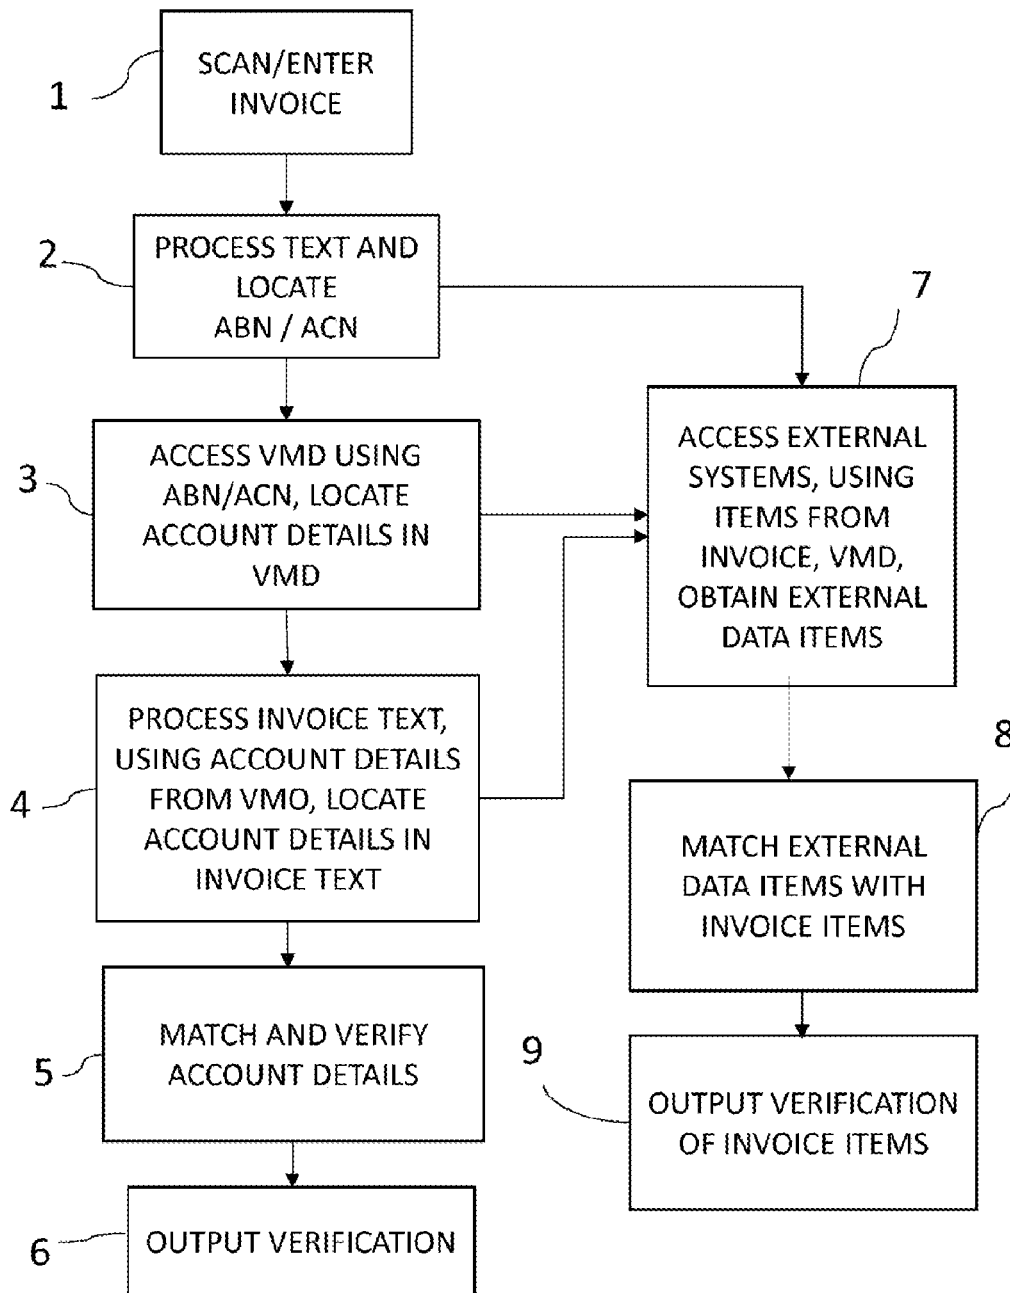 1
SCAN/ENTER
INVOICE
2
PROCESS TEXT AND
LOCATE
ABN / ACN
7
3
ACCESS VMD USING
ABN/ACN, LOCATE
ACCOUNT DETAILS IN
VMD
ACCESS EXTERNAL
SYSTEMS, USING
ITEMS FROM
INVOICE, VMD,
OBTAIN EXTERNAL
DATA ITEMS
4
PROCESS INVOICE TEXT,
USING ACCOUNT DETAILS
FROM VMO, LOCATE
ACCOUNT DETAILS IN
INVOICE TEXT
8
MATCH EXTERNAL
DATA ITEMS WITH
INVOICE ITEMS
5
MATCH AND VERIFY
ACCOUNT DETAILS
9
OUTPUT VERIFICATION
OF INVOICE ITEMS
6
OUTPUT VERIFICATION